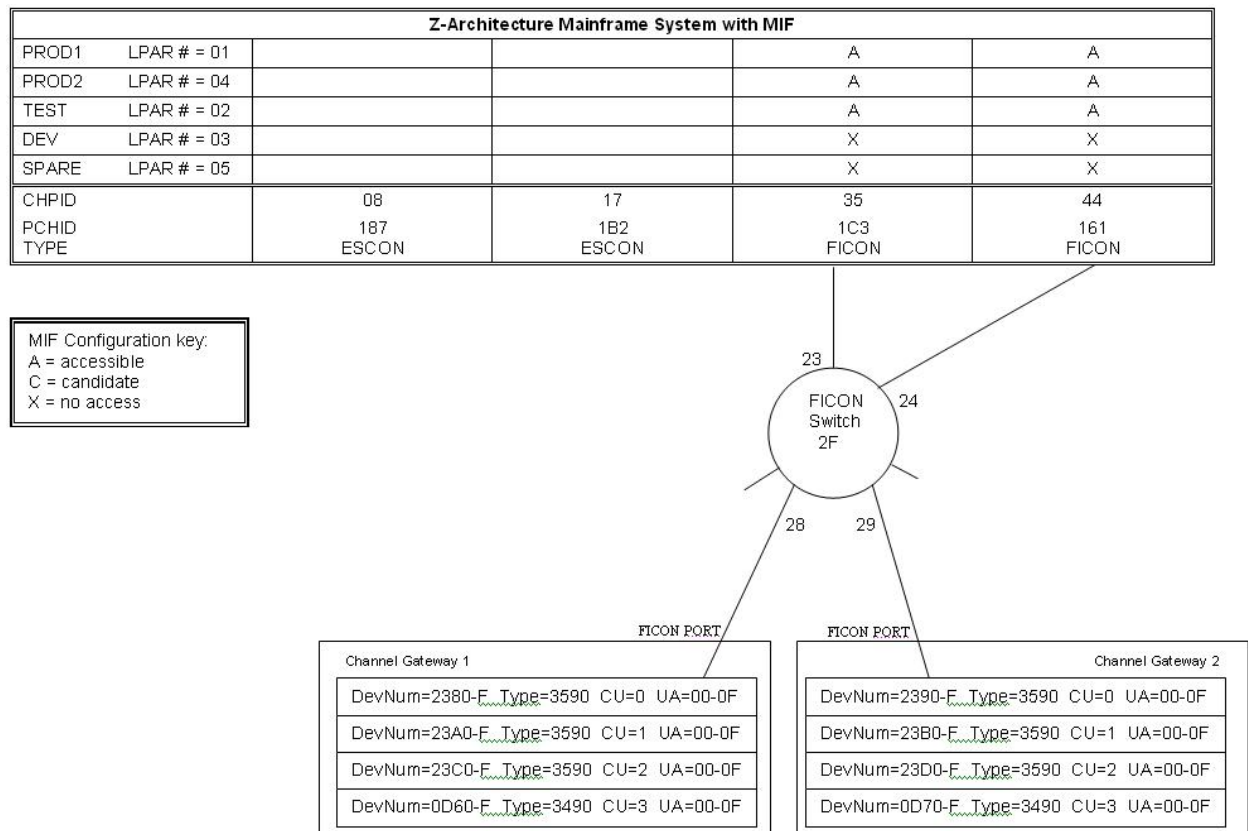 Z-Architecture Mainframe System with MIF
PROD1 LPAR # = 01 A A
PROD2 LPAR # = 04 A A
TEST LPAR # = 02 A A
DEV LPAR # = 03 X X
SPARE LPAR # = 05 X X
CHPID 08 17 35 44
PCHID 187 1B2 1C3 161
TYPE ESCON ESCON FICON FICON
MIF Configuration key:
A = accessible
C = candidate
X = no access
23
24
FICON
Switch
2F
28 29
FICON PORT
FICON PORT
Channel Gateway 1
DevNum=2380-F Type=3590 CU=0 UA=00-0F
DevNum=23A0-F Type=3590 CU=1 UA=00-0F
DevNum=23C0-F Type=3590 CU=2 UA=00-0F
DevNum=0D60-F Type=3490 CU=3 UA=00-0F
Channel Gateway 2
DevNum=2390-F Type=3590 CU=0 UA=00-0F
DevNum=23B0-F Type=3590 CU=1 UA=00-0F
DevNum=23D0-F Type=3590 CU=2 UA=00-0F
DevNum=0D70-F Type=3490 CU=3 UA=00-0F